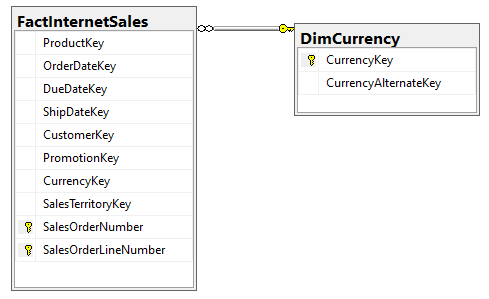 FactInternetSales
ProductKey
OrderDateKey
DueDateKey
ShipDateKey
CustomerKey
PromotionKey
CurrencyKey
SalesTerritoryKey
SalesOrderNumber
SalesOrderLineNumber
DimCurrency
CurrencyKey
CurrencyAlternateKey